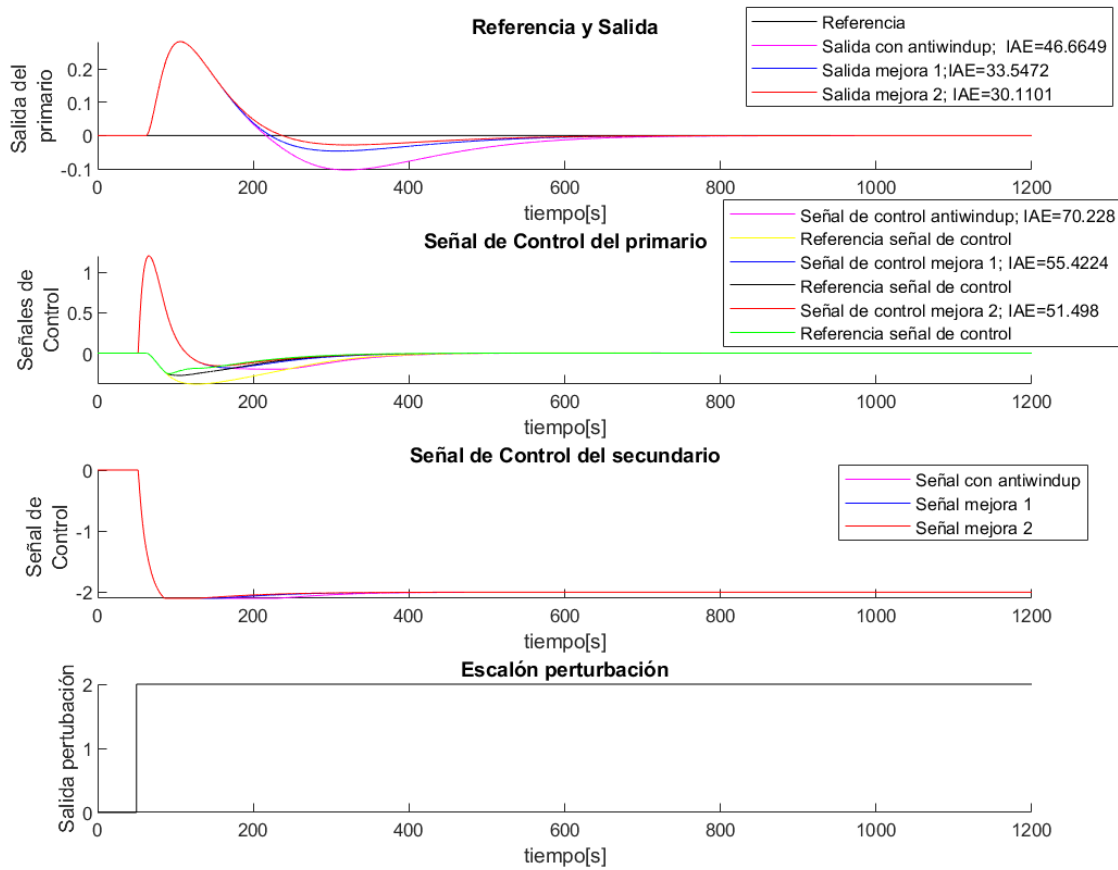 Referencia y Salida
Referencia
Salida con antiwindup;  IAE=46.6649
Salida mejora 1;IAE=33.5472
Salida mejora 2; IAE=30.1101
Salida del
primario
0.2
0.1
0
-0.1
0
200
400
600
800
1000
1200
tiempo[s]
Señal de Control del primario
Señal de control antiwindup; IAE=70.228
Referencia señal de control
Señal de control mejora 1; IAE=55.4224
Referencia señal de control
Señal de control mejora 2; IAE=51.498
Referencia señal de control
Señales de
Control
1
0.5
0
0
200
400
600
800
1000
1200
tiempo[s]
Señal de Control del secundario
Señal con antiwindup
Señal mejora 1
Señal mejora 2
Señal de
Control
0
-1
-2
0
200
400
600
800
1000
1200
tiempo[s]
Escalón perturbación
Salida pertubación
2
1
0
0
200
400
600
800
1000
1200
tiempo[s]